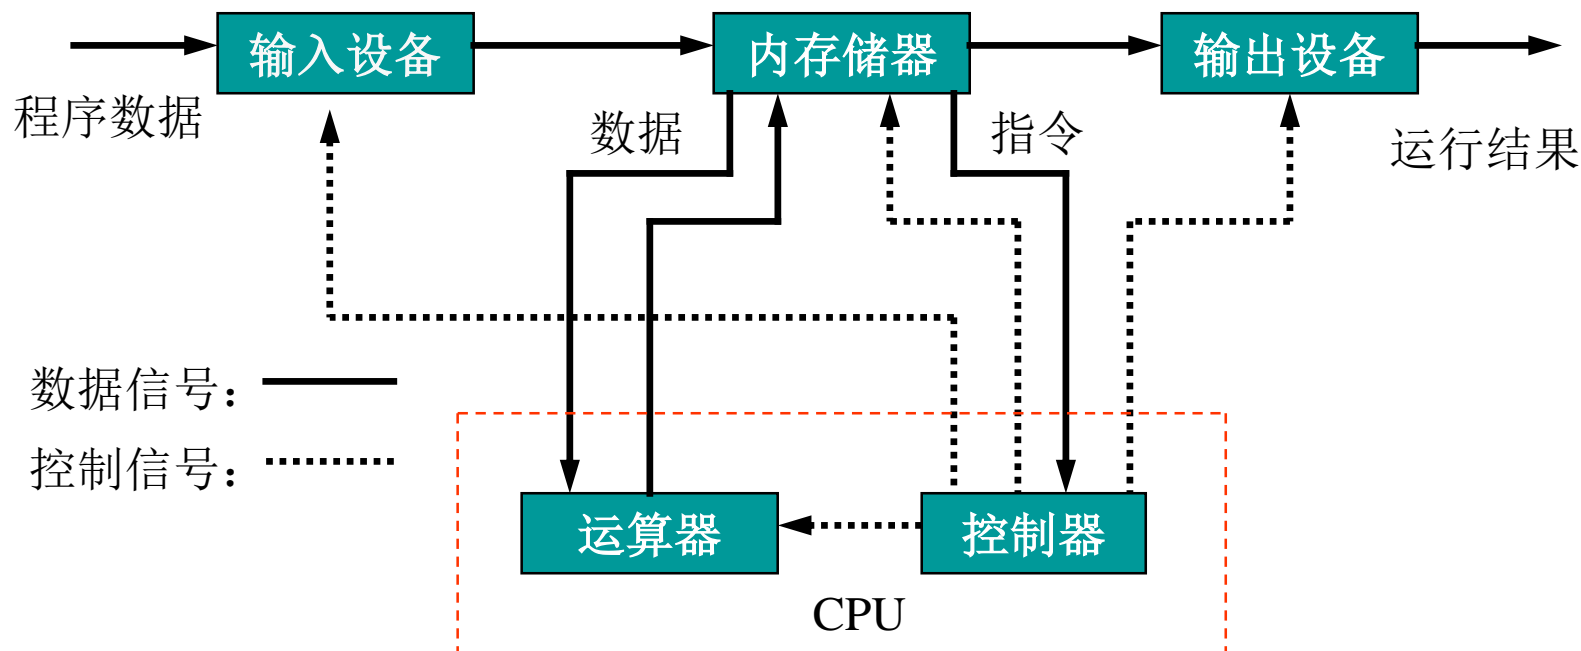 输入设备
内存储器
输出设备
程序数据
数据
指令
运行结果
数据信号：
控制信号：
运算器
控制器
CPU